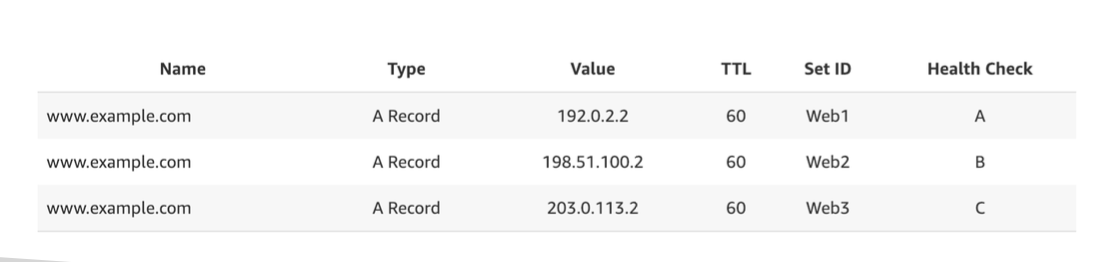 Name Type Value TTL Set ID Health Check
www.example.com A Record 192.0.2.2 60 Web1 A
www.example.com A Record 198.51.100.2 60 Web2 B
www.example.com A Record 203.0.113.2 60 Web3 C